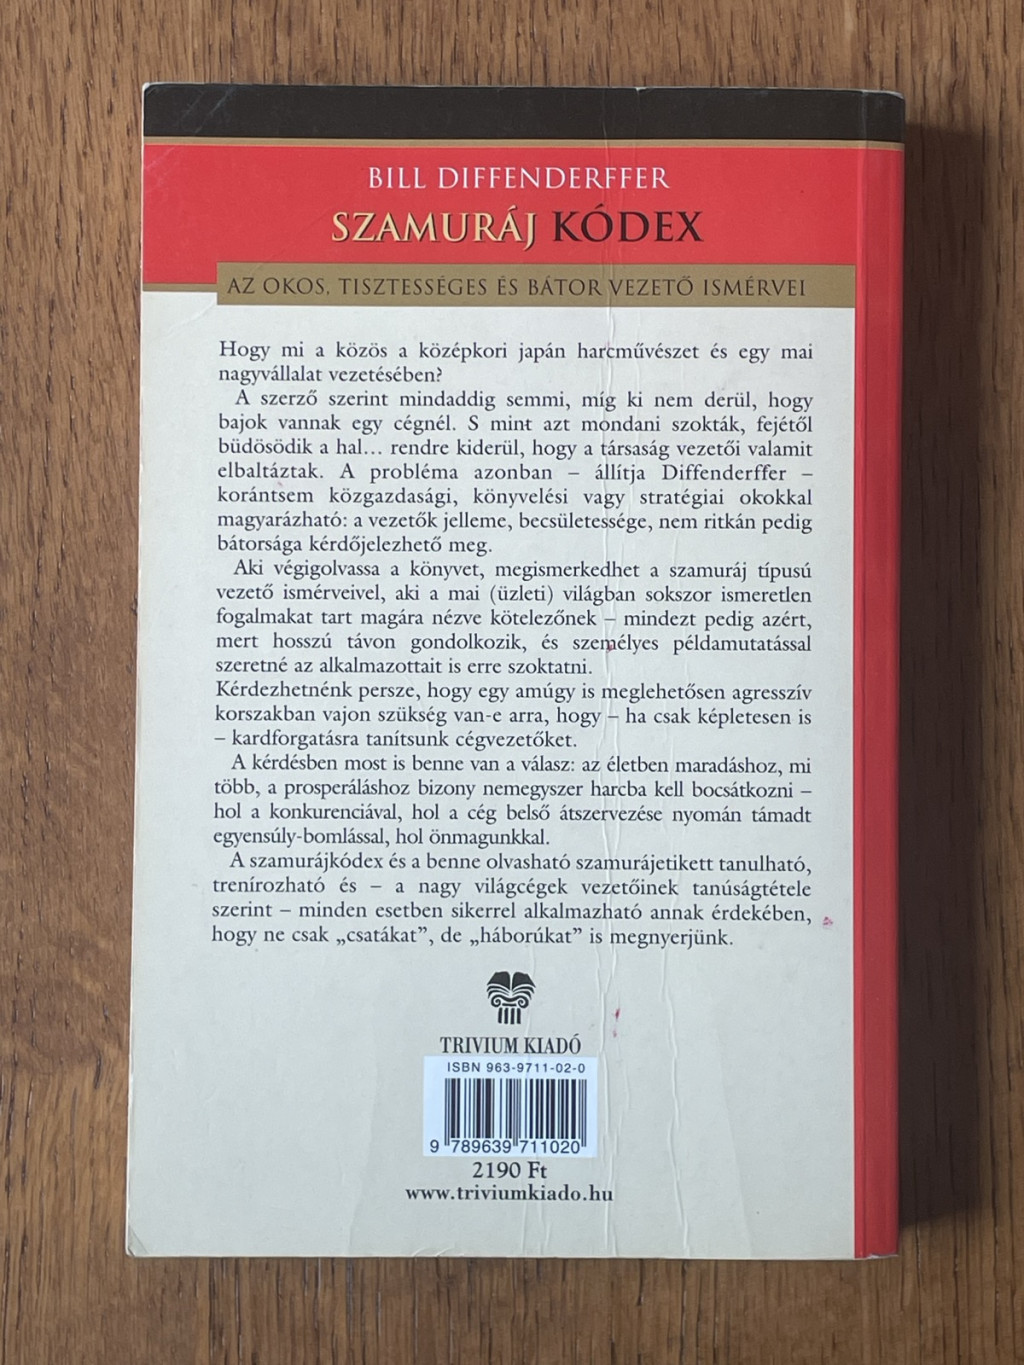 BILL DIFFENDERFFER
SZAMURÁJ KÓDEX
AZ OKOS, TISZTESSÉGES ÉS BÁTOR VEZETŐ ISMÉRVEI
Hogy mi a közös a középkori japán harcművészet és egy mai
nagyvállalat vezetésében?
A szerző szerint mindaddig semmi, míg ki nem derül, hogy
bajok vannak egy cégnél. S mint azt mondani szokták, fejétől
büdösödik a hal... rendre kiderül, hogy a társaság vezetői valamit
elbaltáztak. A probléma azonban – állítja Diffenderffer –
korántsem közgazdasági, könyvelési vagy stratégiai okokkal
magyarázható: a vezetők jelleme, becsületessége, nem ritkán pedig
bátorsága kérdőjelezhető meg.
Aki végigolvassa a könyvet, megismerkedhet a szamuráj típusú
vezető ismérveivel, aki a mai (üzleti) világban sokszor ismeretlen
fogalmakat tart magára nézve kötelezőnek – mindezt pedig azért,
mert hosszú távon gondolkozik, és személyes példamutatással
szeretné az alkalmazottait is erre szoktatni.
Kérdezhetnénk persze, hogy egy amúgy is meglehetősen agresszív
korszakban vajon szükség van-e arra, hogy – ha csak képletesen is
– kardforgatásra tanítsunk cégvezetőket.
A kérdésben most is benne van a válasz: az életben maradáshoz, mi
több, a prosperáláshoz bizony nemegyszer harcba kell bocsátkozni –
hol a konkurenciával, hol a cég belső átszervezése nyomán támadt
egyensúly-bomlással, hol önmagunkkal.
A szamurájkódex és a benne olvasható szamurájetikett tanulható,
trenírozható és – a nagy világcégek vezetőinek tanúságtétele
szerint – minden esetben sikerrel alkalmazható annak érdekében,
hogy ne csak „csatákat”, de „háborúkat” is megnyerjünk.
TRIVIUM KIADÓ
ISBN 963-9711-02-0
9 789639 711020
2190 Ft
www.triviumkiado.hu